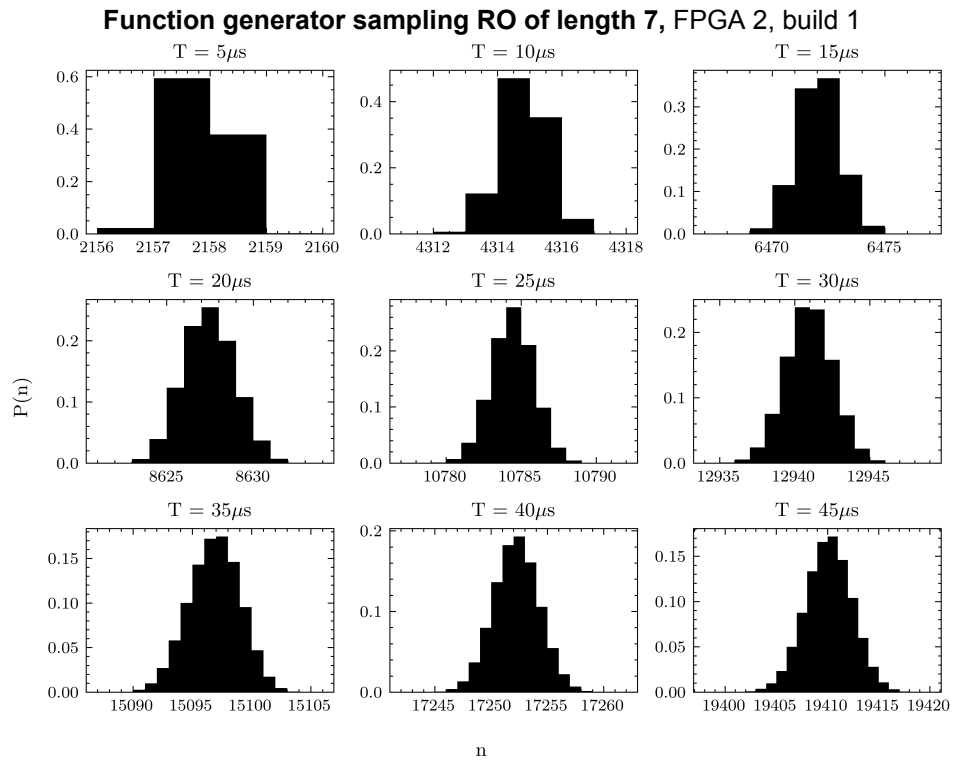 Function generator sampling RO of length 7, FPGA 2, build 1
T = 5μs
T = 10μs
T = 15μs
0.6
0.4
0.2
0.0
2156 2157 2158 2159 2160
0.4
0.2
0.0
4312 4314 4316 4318
0.3
0.2
0.1
0.0
6470 6475
T = 20μs
T = 25μs
T = 30μs
P(n)
0.2
0.1
0.0
8625 8630
0.2
0.1
0.0
10780 10785 10790
0.2
0.1
0.0
12935 12940 12945
T = 35μs
T = 40μs
T = 45μs
0.15
0.10
0.05
0.00
15090 15095 15100 15105
0.2
0.1
0.0
17245 17250 17255 17260
0.15
0.10
0.05
0.00
19400 19405 19410 19415 19420
n